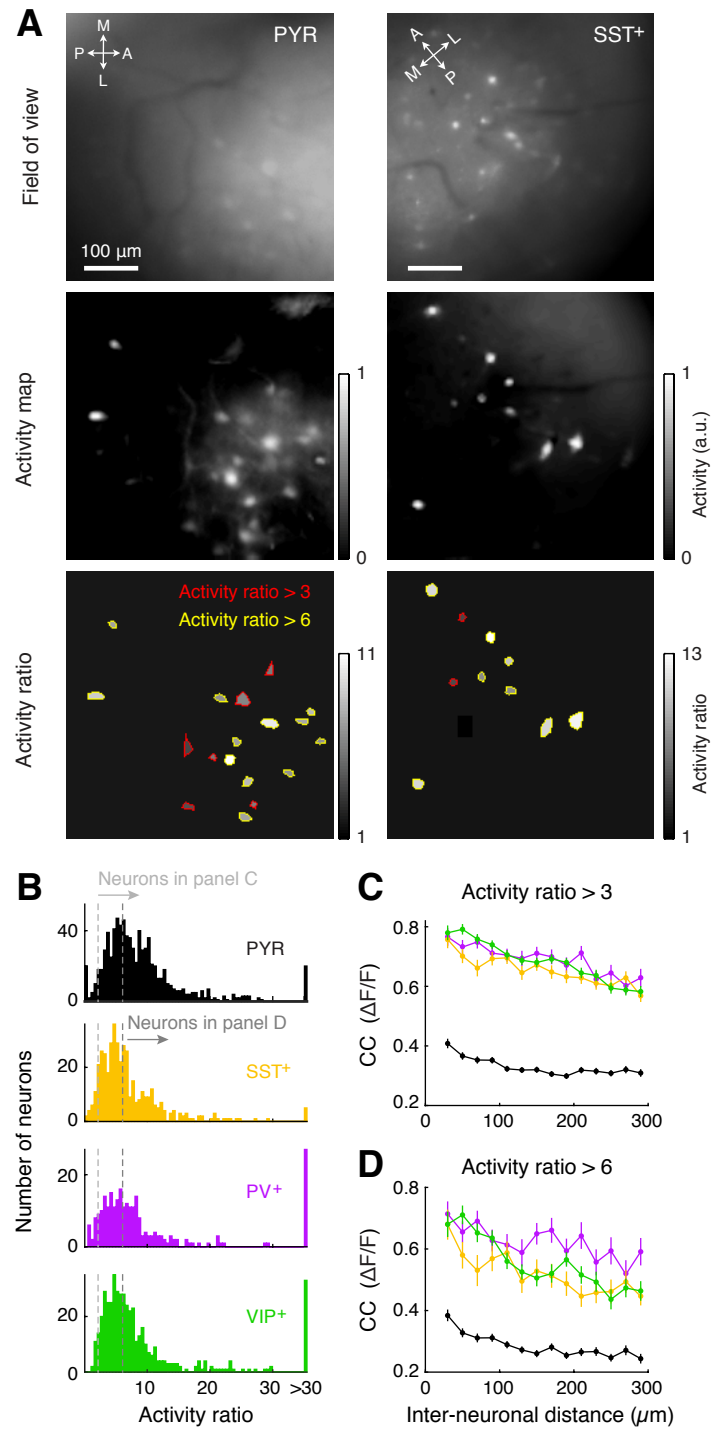 A
Field of view
M
P A
L
PYR
100 µm
A L
M P
SST+
Activity map
1
0
1
0
Activity (a.u.)
Activity ratio
Activity ratio > 3
Activity ratio > 6
11
1
13
1
Activity ratio
B
Neurons in panel C
40
0
PYR
Neurons in panel D
20
0
SST+
20
0
PV+
20
0
VIP+
Number of neurons
10 20 30 >30
Activity ratio
C
Activity ratio > 3
0.8
0.6
0.4
0.2
CC (ΔF/F)
0 100 200 300
D
Activity ratio > 6
0.8
0.6
0.4
0.2
CC (ΔF/F)
0 100 200 300
Inter-neuronal distance (µm)